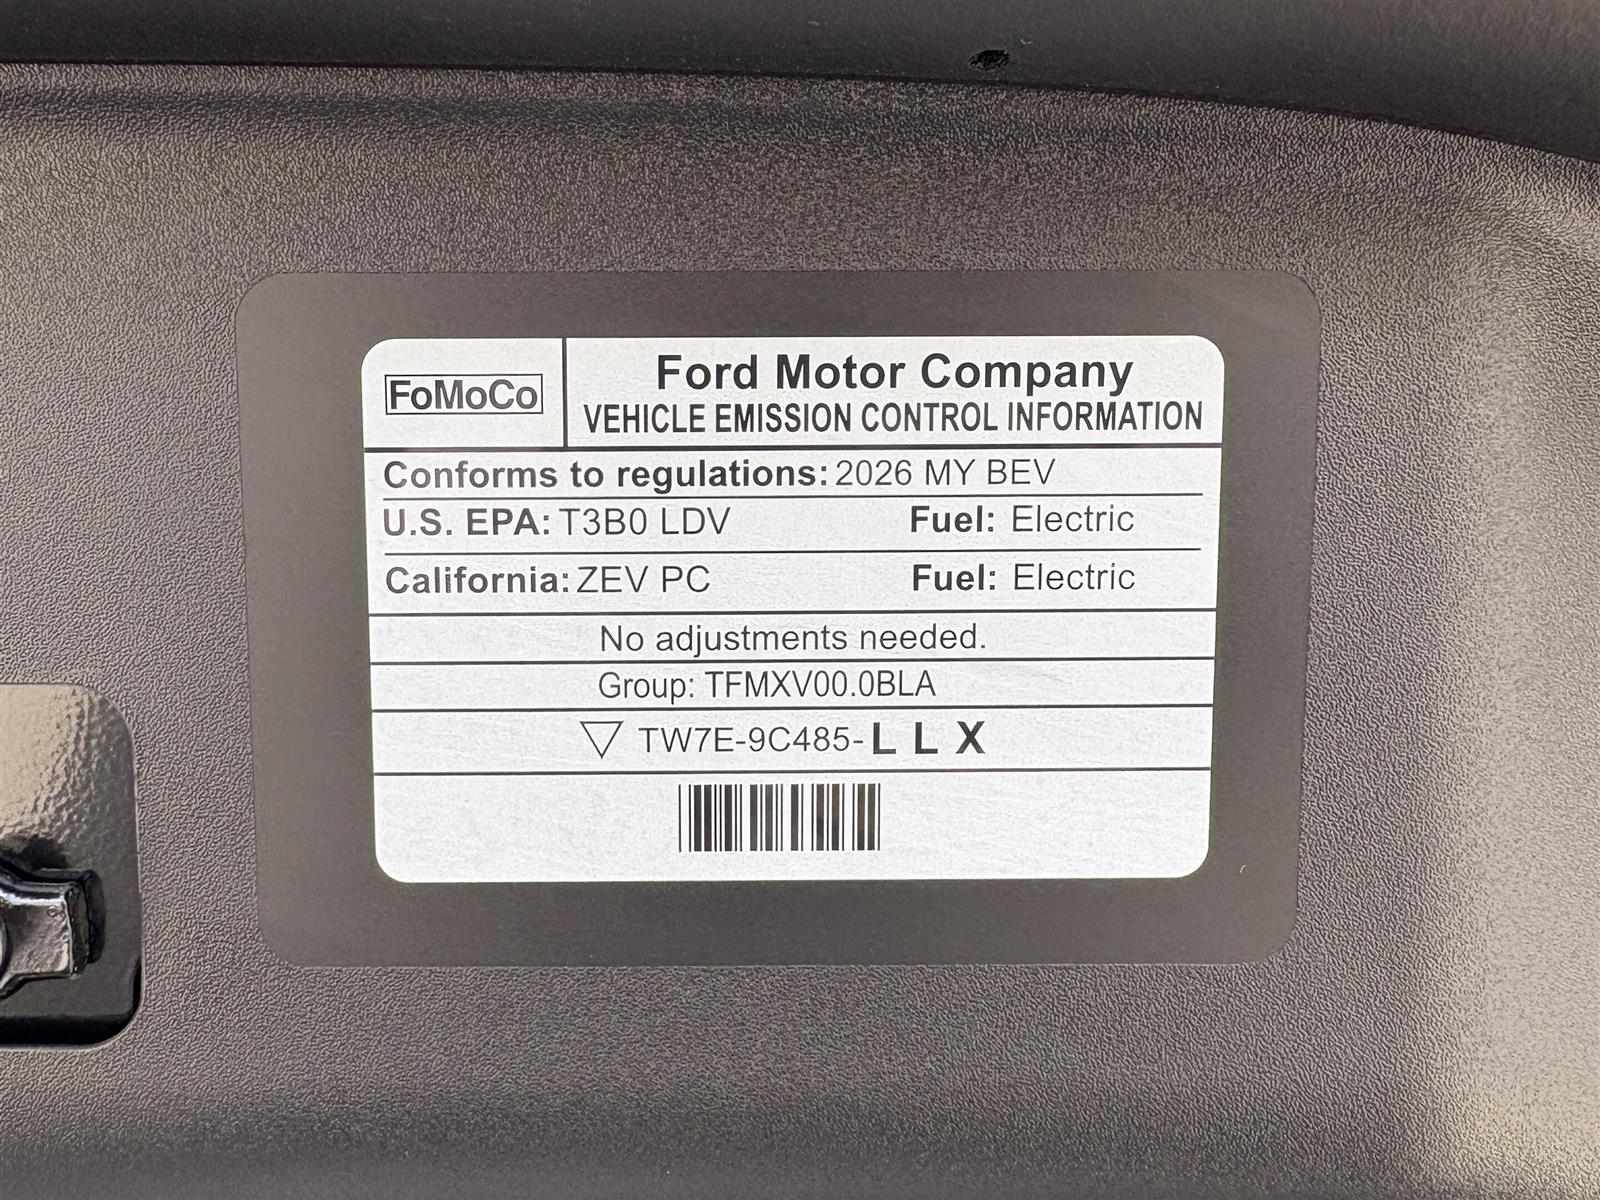 FoMoCo
Ford Motor Company
VEHICLE EMISSION CONTROL INFORMATION
Conforms to regulations: 2026 MY BEV
U.S. EPA: T3B0 LDV Fuel: Electric
California: ZEV PC Fuel: Electric
No adjustments needed.
Group: TFMXV00.0BLA
TW7E-9C485-L L X